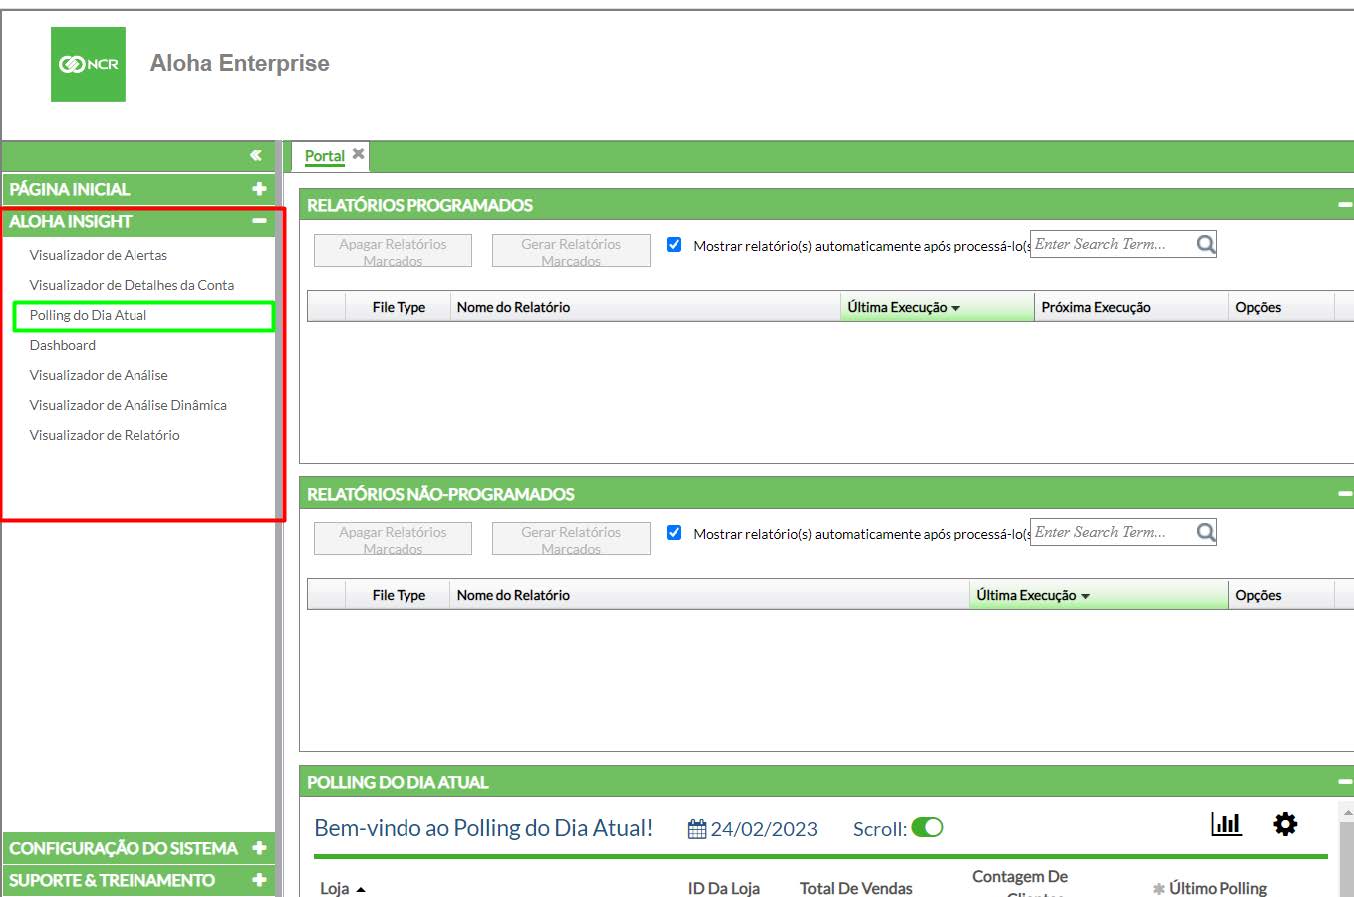 NCR
Aloha Enterprise
Portal
PÁGINA INICIAL
ALOHA INSIGHT
Visualizador de Alertas
Visualizador de Detalhes da Conta
Polling do Dia Atual
Dashboard
Visualizador de Análise
Visualizador de Análise Dinâmica
Visualizador de Relatório
CONFIGURAÇÃO DO SISTEMA
SUPORTE & TREINAMENTO
RELATÓRIOS PROGRAMADOS
Apagar Relatórios
Marcados
Gerar Relatórios
Marcados
Mostrar relatório(s) automaticamente após processá-lo(s
Enter Search Term...
File Type Nome do Relatório Última Execução Próxima Execução Opções
RELATÓRIOS NÃO-PROGRAMADOS
Apagar Relatórios
Marcados
Gerar Relatórios
Marcados
Mostrar relatório(s) automaticamente após processá-lo(s
Enter Search Term...
File Type Nome do Relatório Última Execução Opções
POLLING DO DIA ATUAL
Bem-vindo ao Polling do Dia Atual! 24/02/2023 Scroll:
Loja ID Da Loja Total De Vendas Contagem De
Clientes
Último Polling